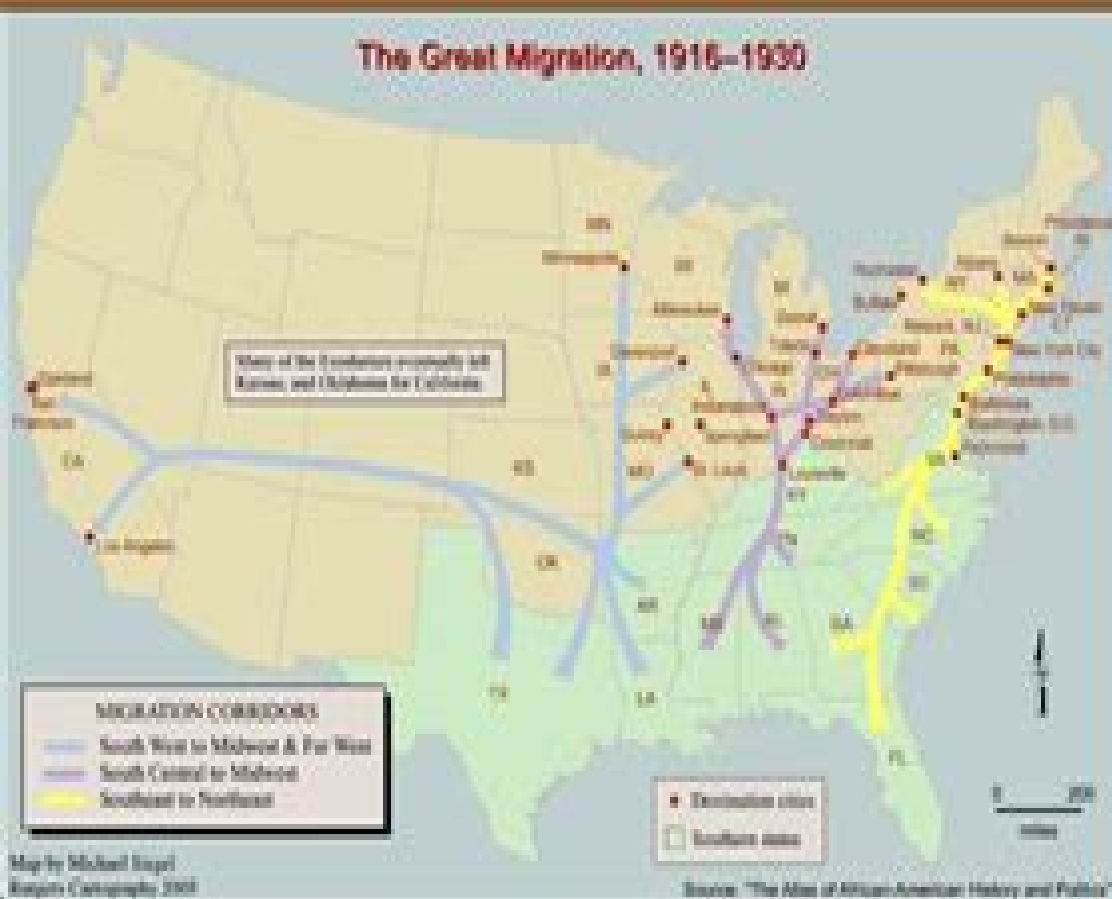 The Great Migration, 1916–1930
MN
Minneapolis
WI
MI
Milwaukee
Detroit
Toledo
Cleveland
Chicago
Davenport
Rochester
Buffalo
Albany
Boston
Providence
RI
NY
MA
New Haven
CT
Newark, NJ
New York City
PA
Pittsburgh
Philadelphia
Baltimore
Washington, D.C.
Richmond
VA
Columbus
Indianapolis
Cincinnati
Springfield
St. Louis
Louisville
KY
Many of the Exodusters eventually left
Kansas and Oklahoma for California.
Oakland
San
Francisco
CA
Los Angeles
KS
MO
OK
AR
TN
NC
SC
GA
MS
AL
TX
LA
FL
MIGRATION CORRIDORS
South West to Midwest & Far West
South Central to Midwest
Southeast to Northeast
Destination cities
Southern states
0 200
miles
Map by Michael Siegel
Rutgers Cartography 2005
Source: "The Atlas of African-American History and Politics"